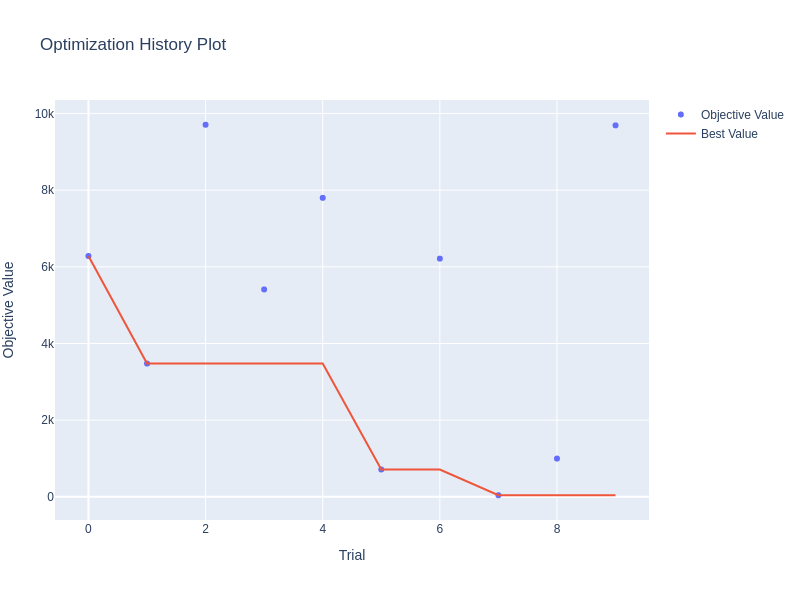 Optimization History Plot
Objective Value
Best Value
10k
8k
6k
4k
2k
0
Objective Value
0 2 4 6 8
Trial